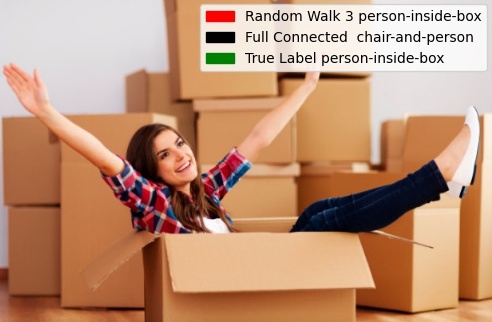 Random Walk 3 person-inside-box
Full Connected  chair-and-person
True Label person-inside-box